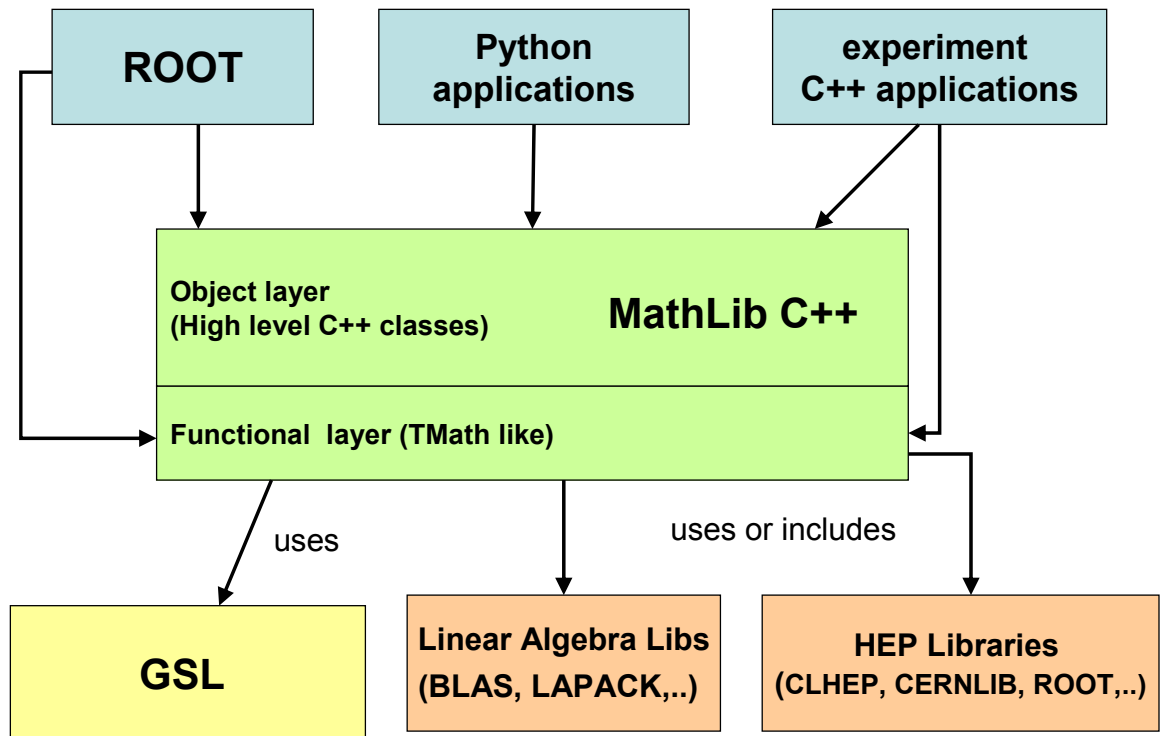 ROOT
Python
applications
experiment
C++ applications
Object layer
(High level C++ classes)
MathLib C++
Functional layer (TMath like)
uses
uses or includes
GSL
Linear Algebra Libs
(BLAS, LAPACK,..)
HEP Libraries
(CLHEP, CERNLIB, ROOT,..)